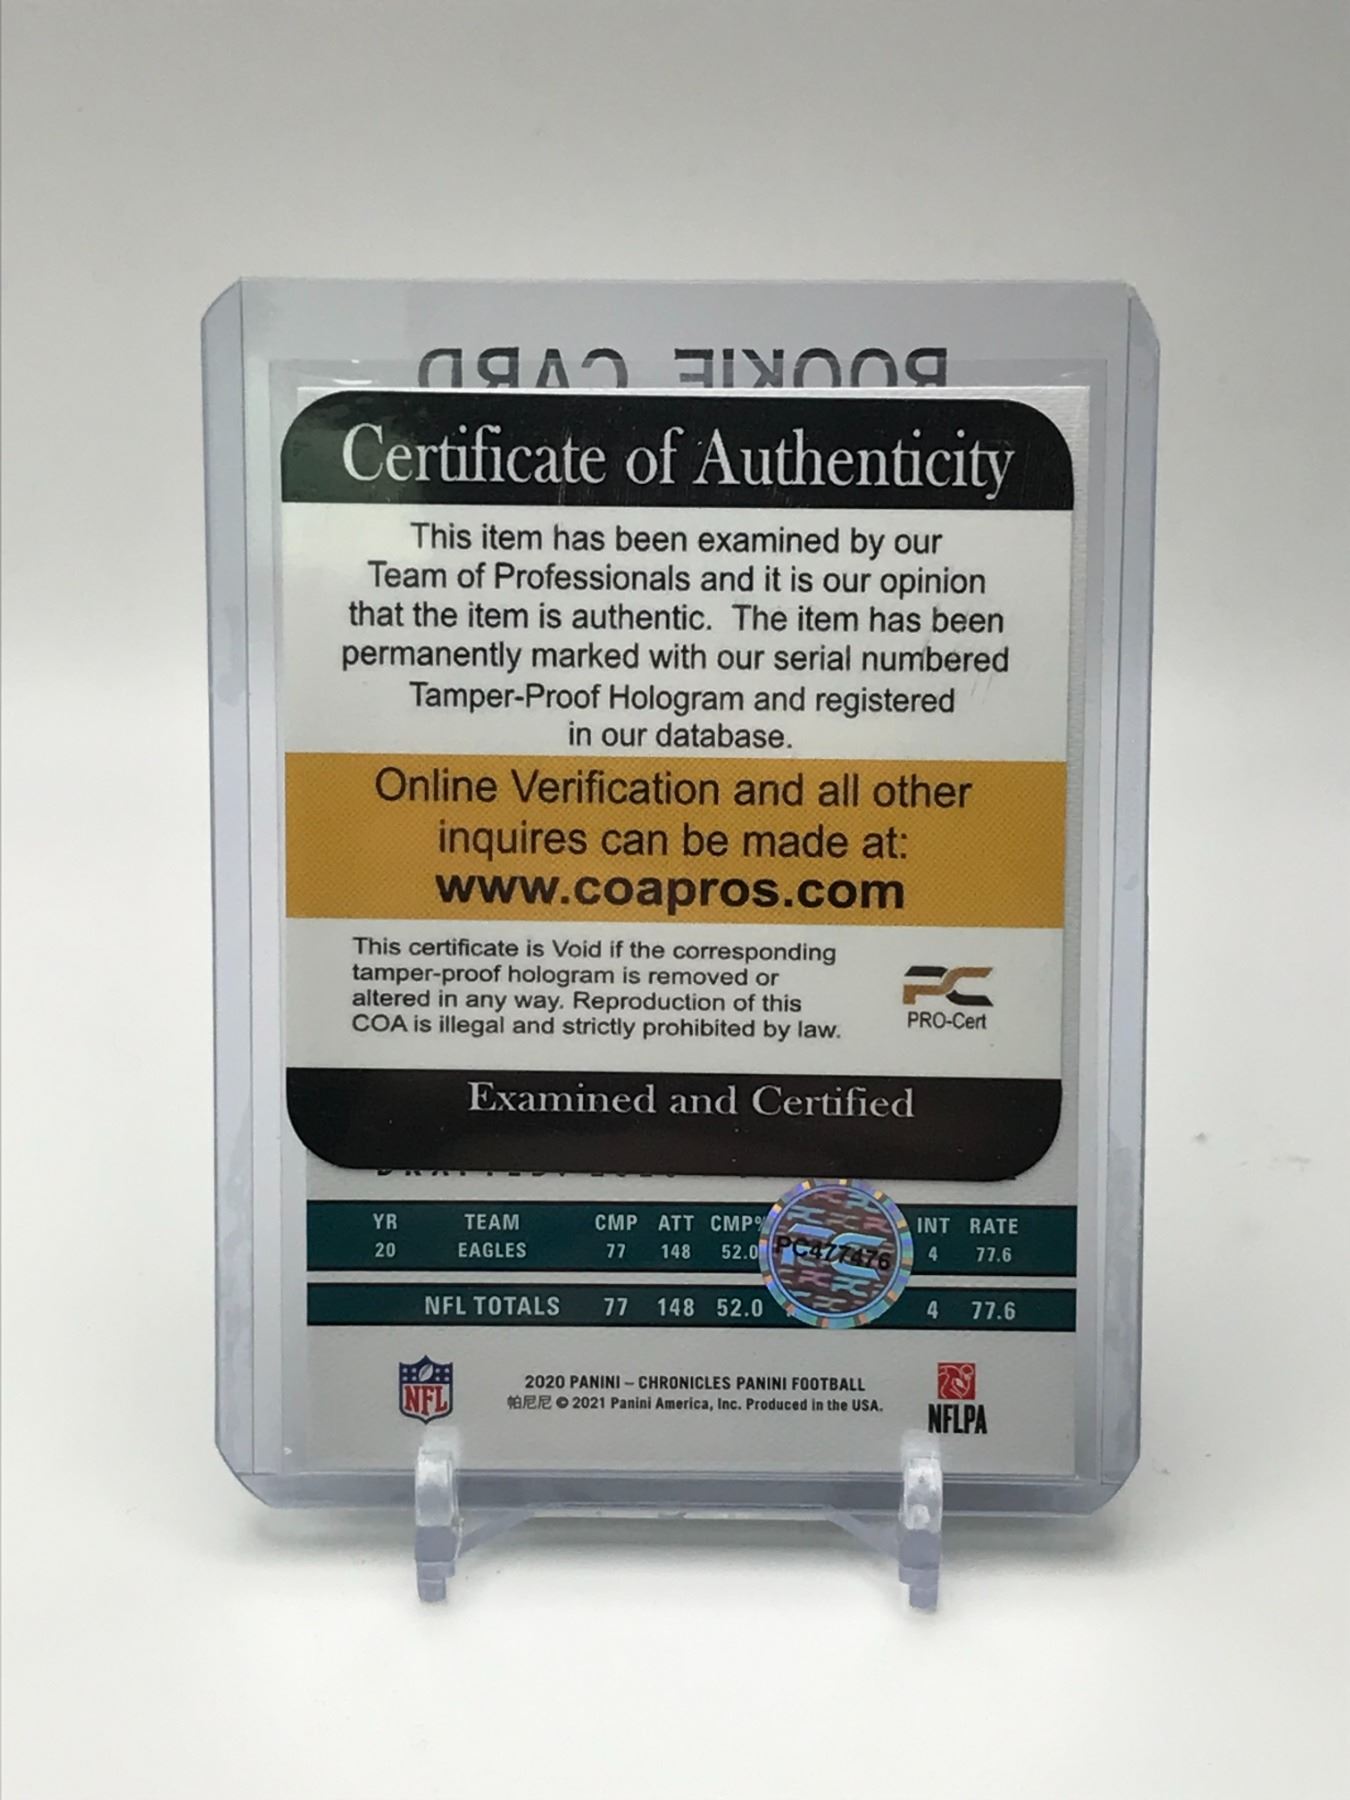 ROOKIE CARD
Certificate of Authenticity
This item has been examined by our
Team of Professionals and it is our opinion
that the item is authentic. The item has been
permanently marked with our serial numbered
Tamper-Proof Hologram and registered
in our database.
Online Verification and all other
inquires can be made at:
www.coapros.com
This certificate is Void if the corresponding
tamper-proof hologram is removed or
altered in any way. Reproduction of this
COA is illegal and strictly prohibited by law.
PC
PRO-Cert
Examined and Certified
YR TEAM CMP ATT CMP% INT RATE
20 EAGLES 77 148 52.0 4 77.6
PC477476
NFL TOTALS 77 148 52.0 4 77.6
NFL
2020 PANINI – CHRONICLES PANINI FOOTBALL
帕尼尼 © 2021 Panini America, Inc. Produced in the USA.
NFLPA